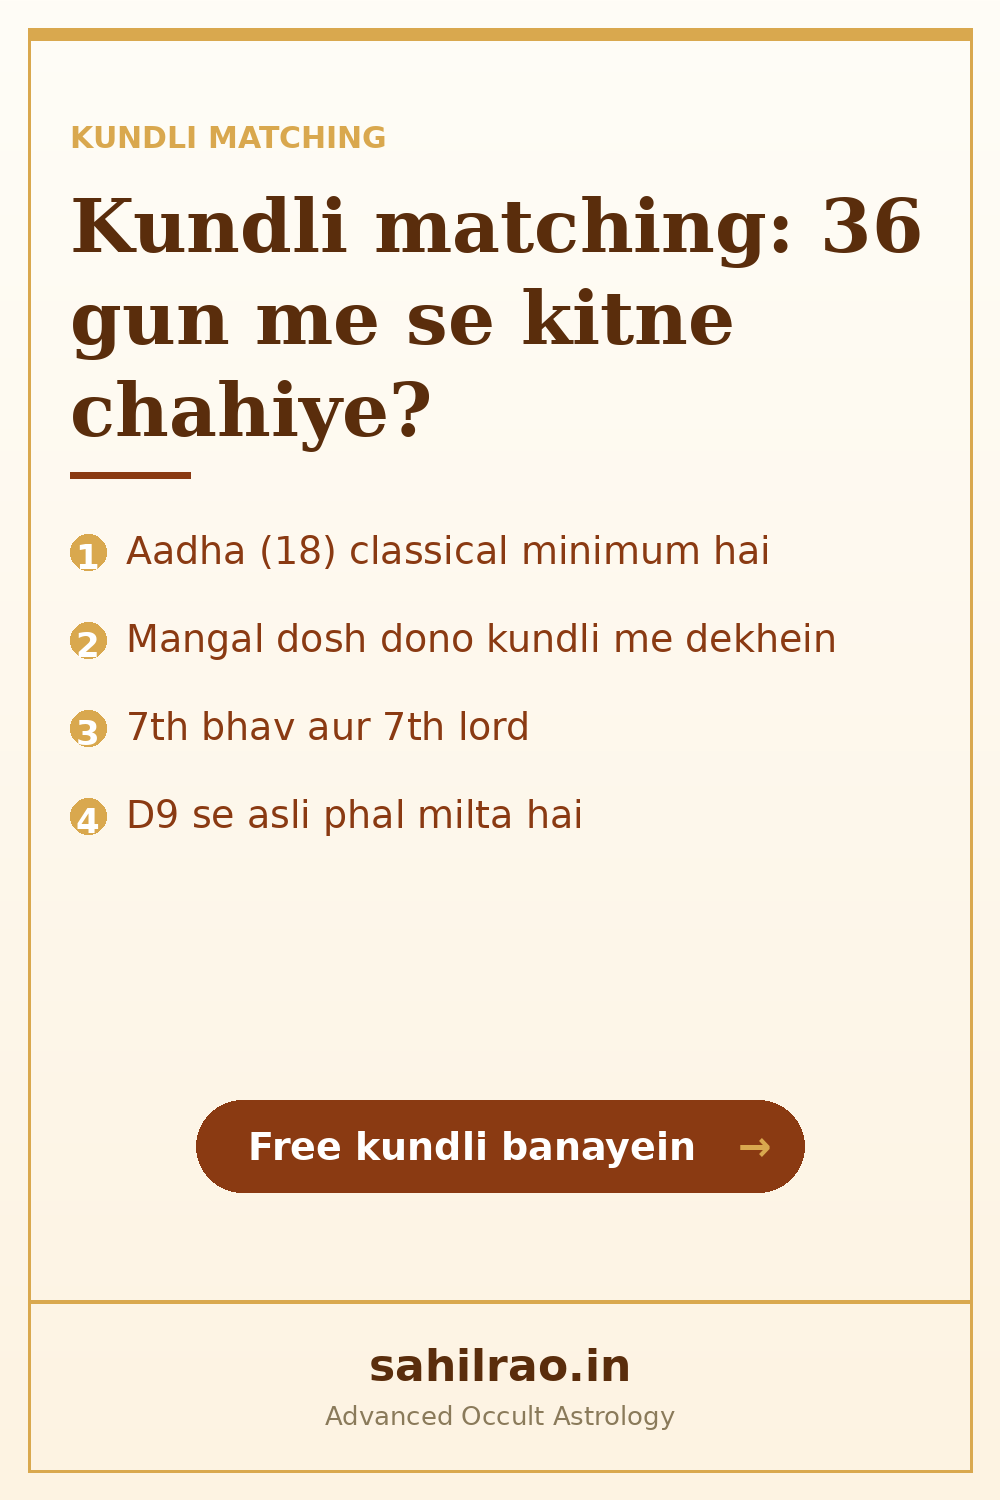 KUNDLI MATCHING
Kundli matching: 36
gun me se kitne
chahiye?
1 Aadha (18) classical minimum hai
2 Mangal dosh dono kundli me dekhein
3 7th bhav aur 7th lord
4 D9 se asli phal milta hai
Free kundli banayein →
sahilrao.in
Advanced Occult Astrology